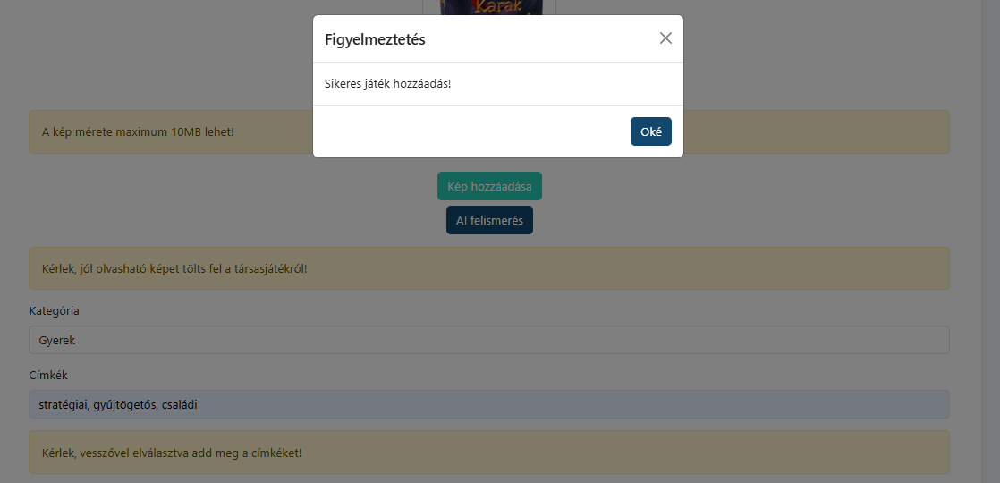 Karak
Figyelmeztetés
Sikeres játék hozzáadás!
Oké
A kép mérete maximum 10MB lehet!
Kép hozzáadása
AI felismerés
Kérlek, jól olvasható képet tölts fel a társasjátékról!
Kategória
Gyerek
Címkék
stratégiai, gyűjtögetős, családi
Kérlek, vesszővel elválasztva add meg a címkéket!